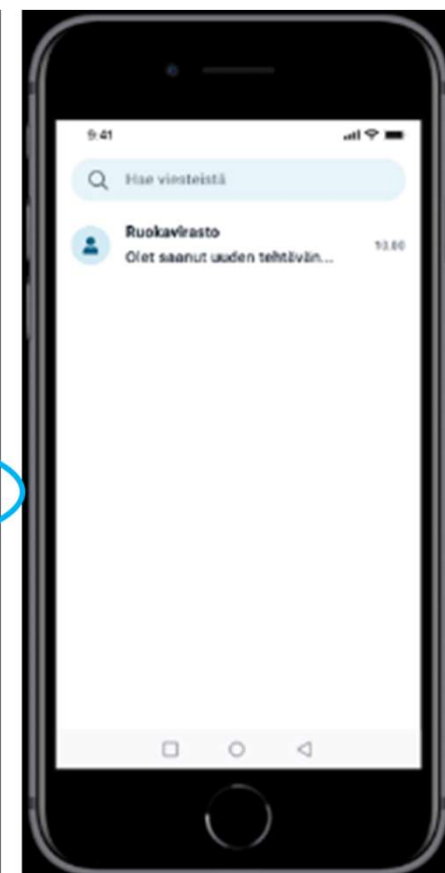 9:41
Hae viesteistä
Ruokavirasto
Olet saanut uuden tehtävän...
10.00